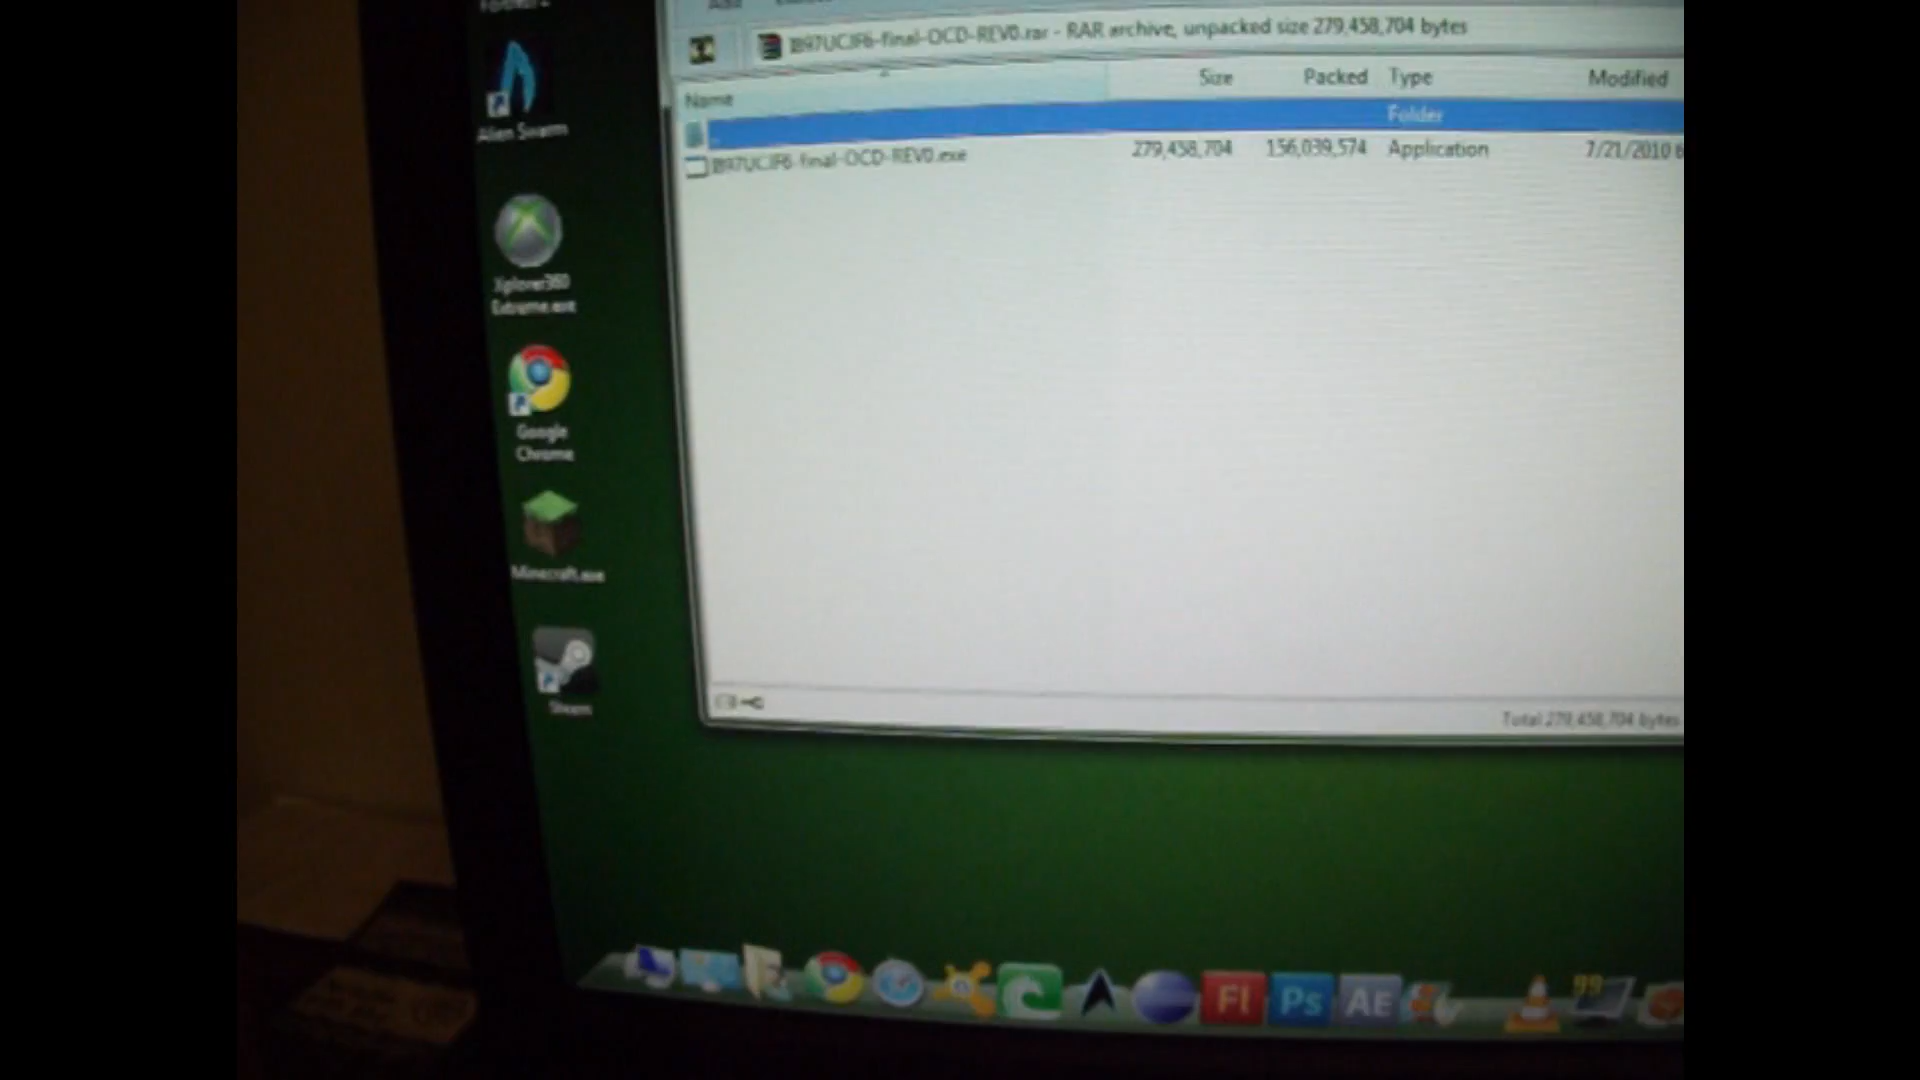 -final-OCD-REV0.rar - RAR archive, unpacked size 279,458,704 bytes
Name Size Packed Type Modified
Folder
-final-OCD-REV0.exe 279,458,704 156,039,574 Application 7/21/2010 6
Total 279,458,704 bytes
Alien Swarm
Xplorer360
Extreme.exe
Google
Chrome
Minecraft.exe
Steam
Fl Ps AE
99